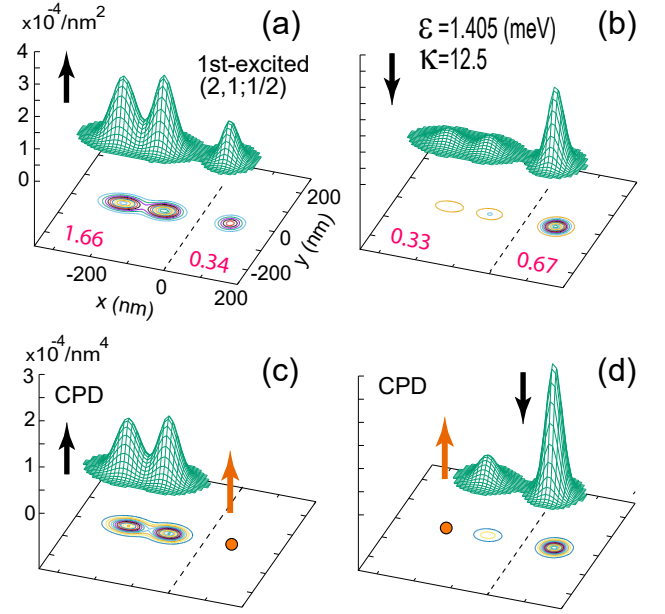 x10⁻⁴/nm²
(a)
4
3
2
1
0
1st-excited
(2,1;1/2)
1.66
0.34
-200
0
200
x (nm)
-200
0
200
y (nm)
(b)
ε=1.405 (meV)
κ=12.5
0.33
0.67
x10⁻⁴/nm⁴
(c)
3
2
1
0
CPD
(d)
CPD